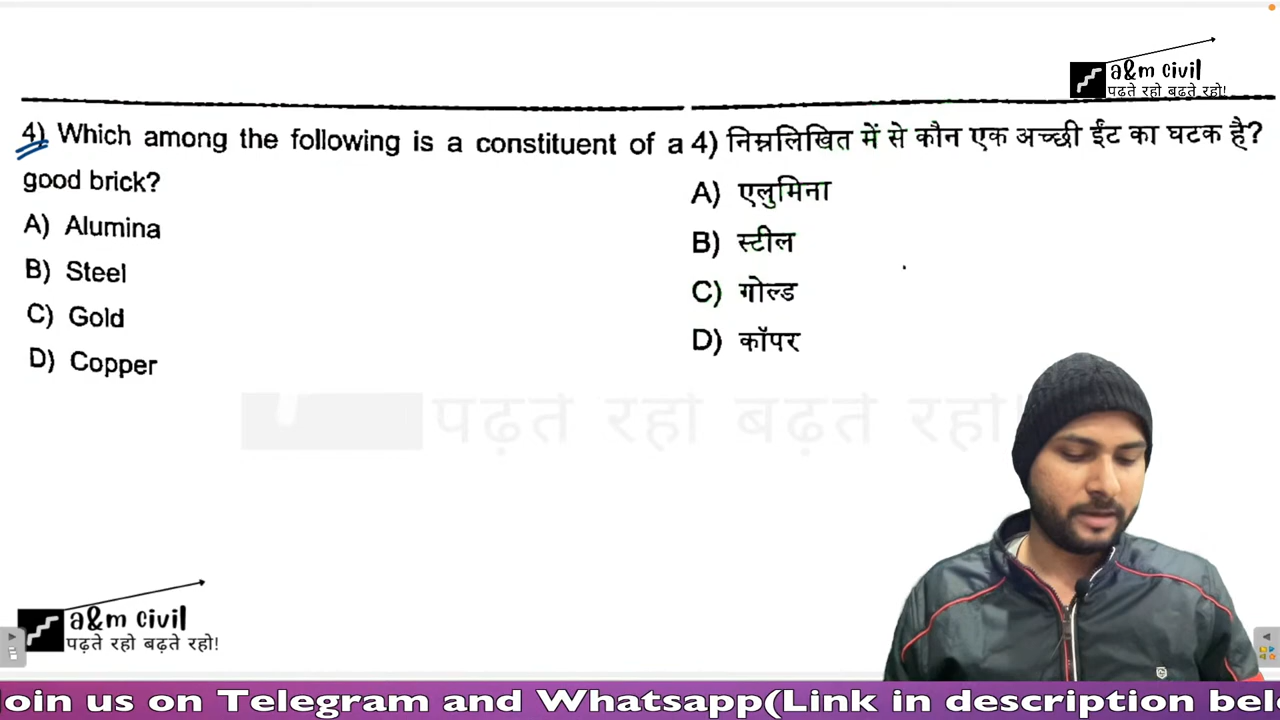 a&m civil
पढ़ते रहो बढ़ते रहो!
4) Which among the following is a constituent of a
good brick?
A) Alumina
B) Steel
C) Gold
D) Copper
4) निम्नलिखित में से कौन एक अच्छी ईंट का घटक है?
A) एलुमिना
B) स्टील
C) गोल्ड
D) कॉपर
पढ़ते रहो बढ़ते रहो!
a&m civil
पढ़ते रहो बढ़ते रहो!
oin us on Telegram and Whatsapp(Link in description bel